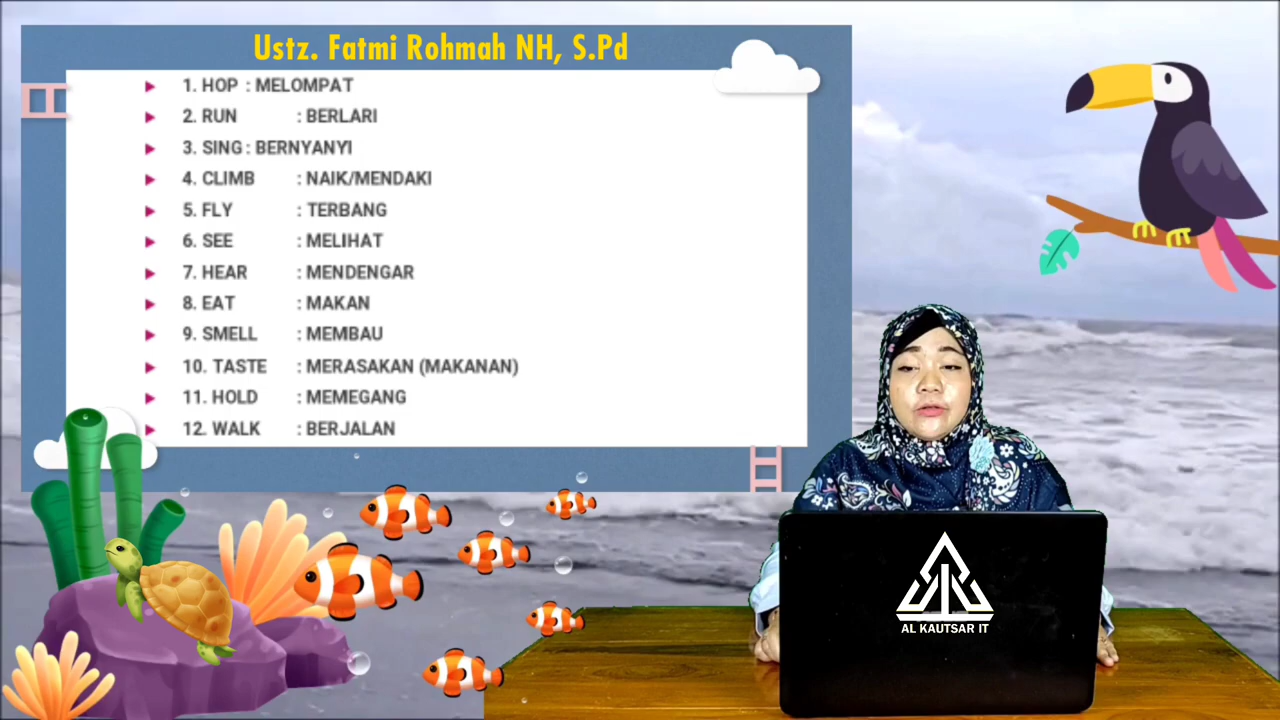 Ustz. Fatmi Rohmah NH, S.Pd
1. HOP : MELOMPAT
2. RUN : BERLARI
3. SING : BERNYANYI
4. CLIMB : NAIK/MENDAKI
5. FLY : TERBANG
6. SEE : MELIHAT
7. HEAR : MENDENGAR
8. EAT : MAKAN
9. SMELL : MEMBAU
10. TASTE : MERASAKAN (MAKANAN)
11. HOLD : MEMEGANG
12. WALK : BERJALAN
AL KAUTSAR IT